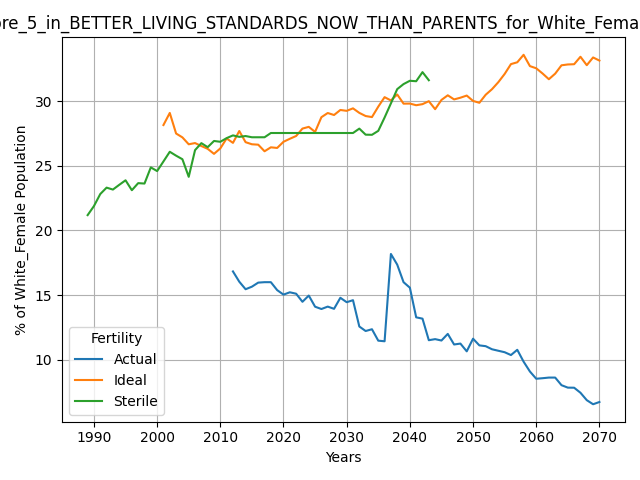 5_in_BETTER_LIVING_STANDARDS_NOW_THAN_PARENTS_for_White_Fema
% of White_Female Population
30
25
20
15
10
Fertility
Actual
Ideal
Sterile
1990 2000 2010 2020 2030 2040 2050 2060 2070
Years